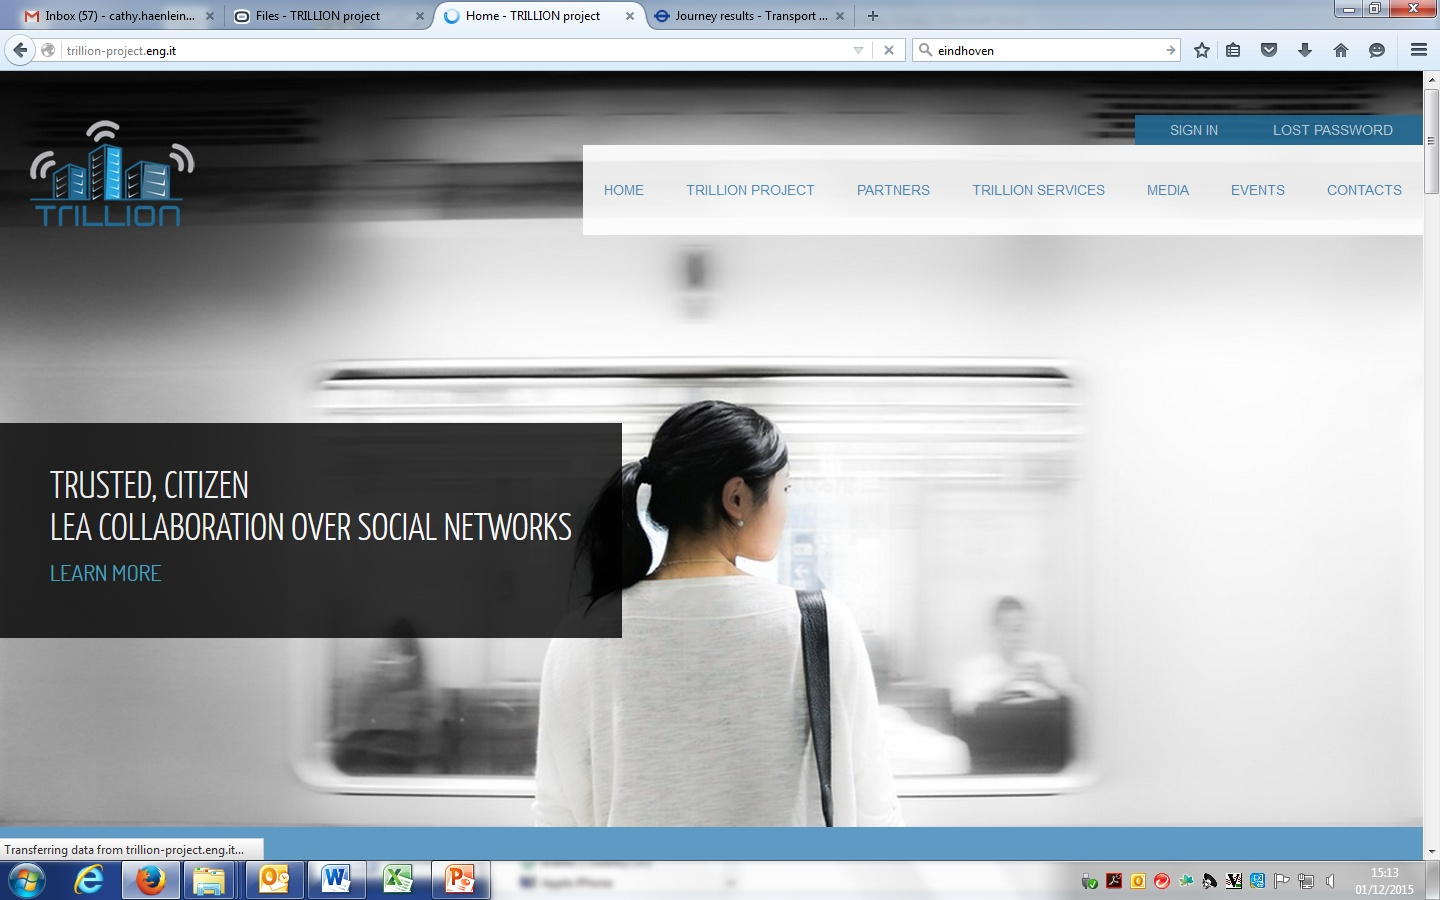 Inbox (57) - cathy.haenlein...
Files - TRILLION project
Home - TRILLION project
Journey results - Transport ...
trillion-project.eng.it
eindhoven
SIGN IN
LOST PASSWORD
TRILLION
HOME
TRILLION PROJECT
PARTNERS
TRILLION SERVICES
MEDIA
EVENTS
CONTACTS
TRUSTED, CITIZEN
LEA COLLABORATION OVER SOCIAL NETWORKS
LEARN MORE
Transferring data from trillion-project.eng.it...
Apple iPhone
15:13
01/12/2015